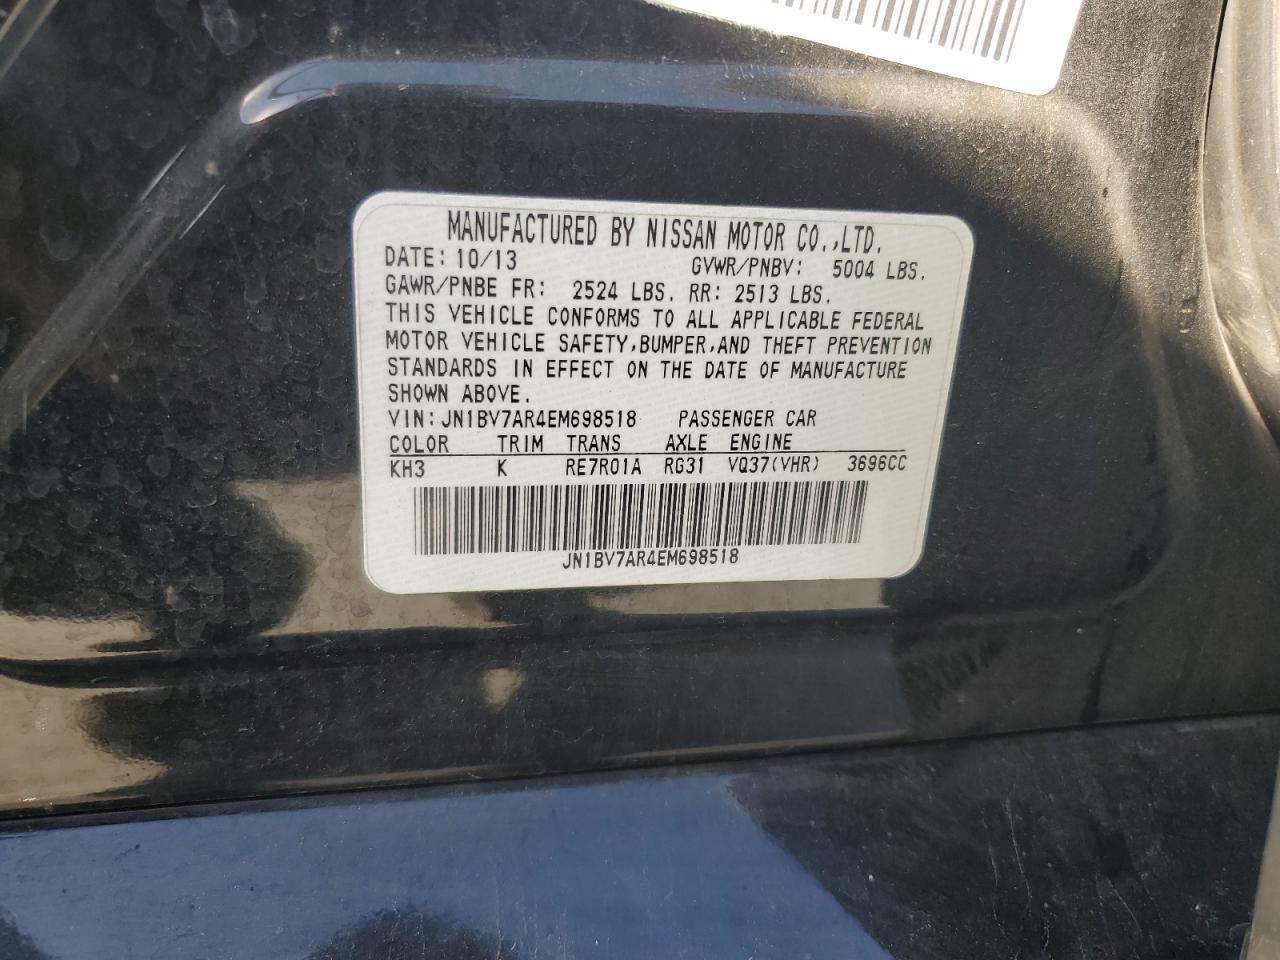 MANUFACTURED BY NISSAN MOTOR CO.,LTD.
DATE: 10/13 GVWR/PNBV: 5004 LBS.
GAWR/PNBE FR: 2524 LBS. RR: 2513 LBS.
THIS VEHICLE CONFORMS TO ALL APPLICABLE FEDERAL
MOTOR VEHICLE SAFETY,BUMPER,AND THEFT PREVENTION
STANDARDS IN EFFECT ON THE DATE OF MANUFACTURE
SHOWN ABOVE.
VIN:JN1BV7AR4EM698518 PASSENGER CAR
COLOR TRIM TRANS AXLE ENGINE
KH3 K RE7R01A RG31 VQ37(VHR) 3696CC
JN1BV7AR4EM698518